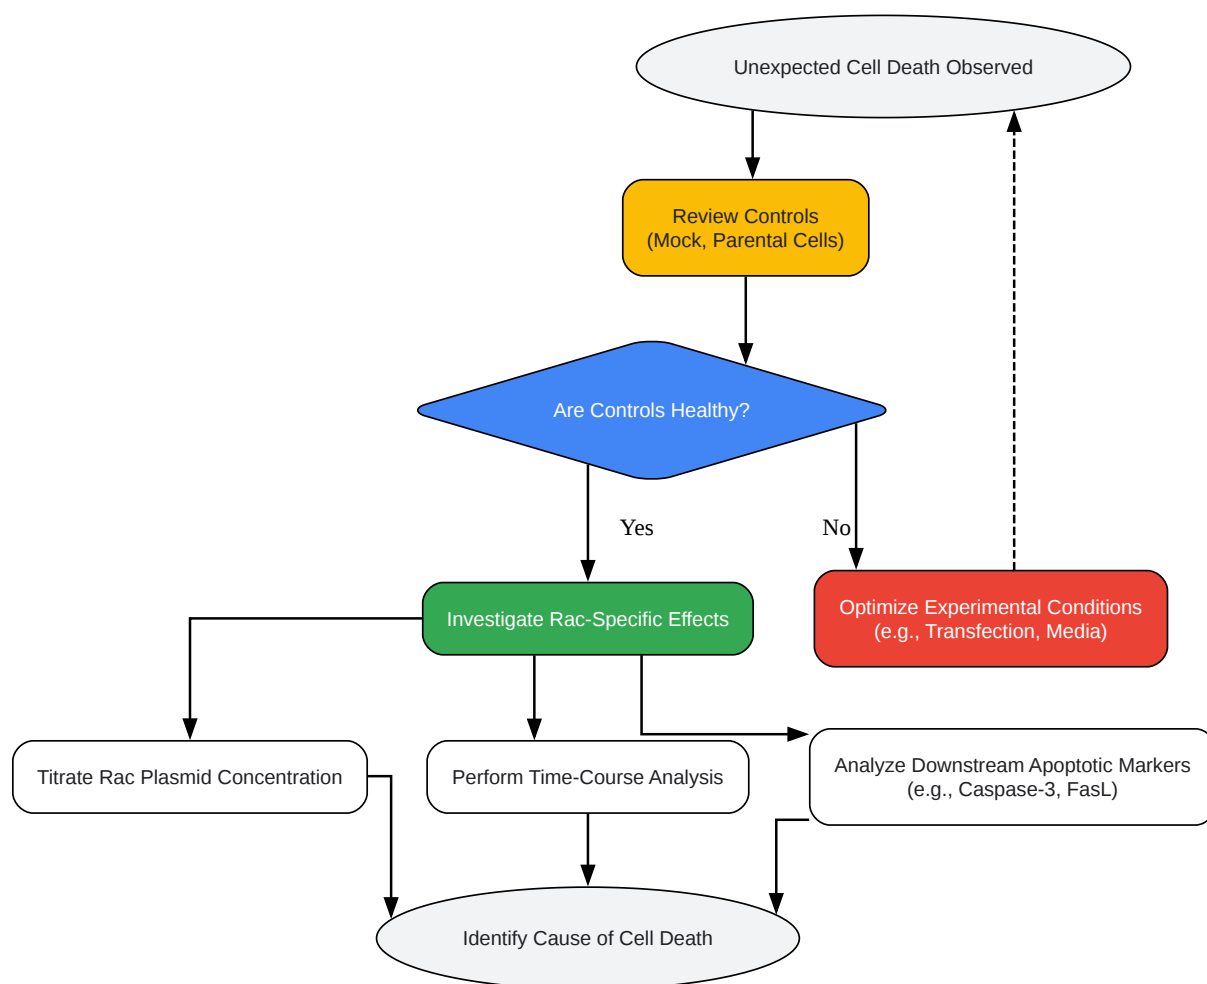 Unexpected Cell Death Observed
Review Controls
(Mock, Parental Cells)
Are Controls Healthy?
Yes
No
Investigate Rac-Specific Effects
Optimize Experimental Conditions
(e.g., Transfection, Media)
Titrate Rac Plasmid Concentration
Perform Time-Course Analysis
Analyze Downstream Apoptotic Markers
(e.g., Caspase-3, FasL)
Identify Cause of Cell Death